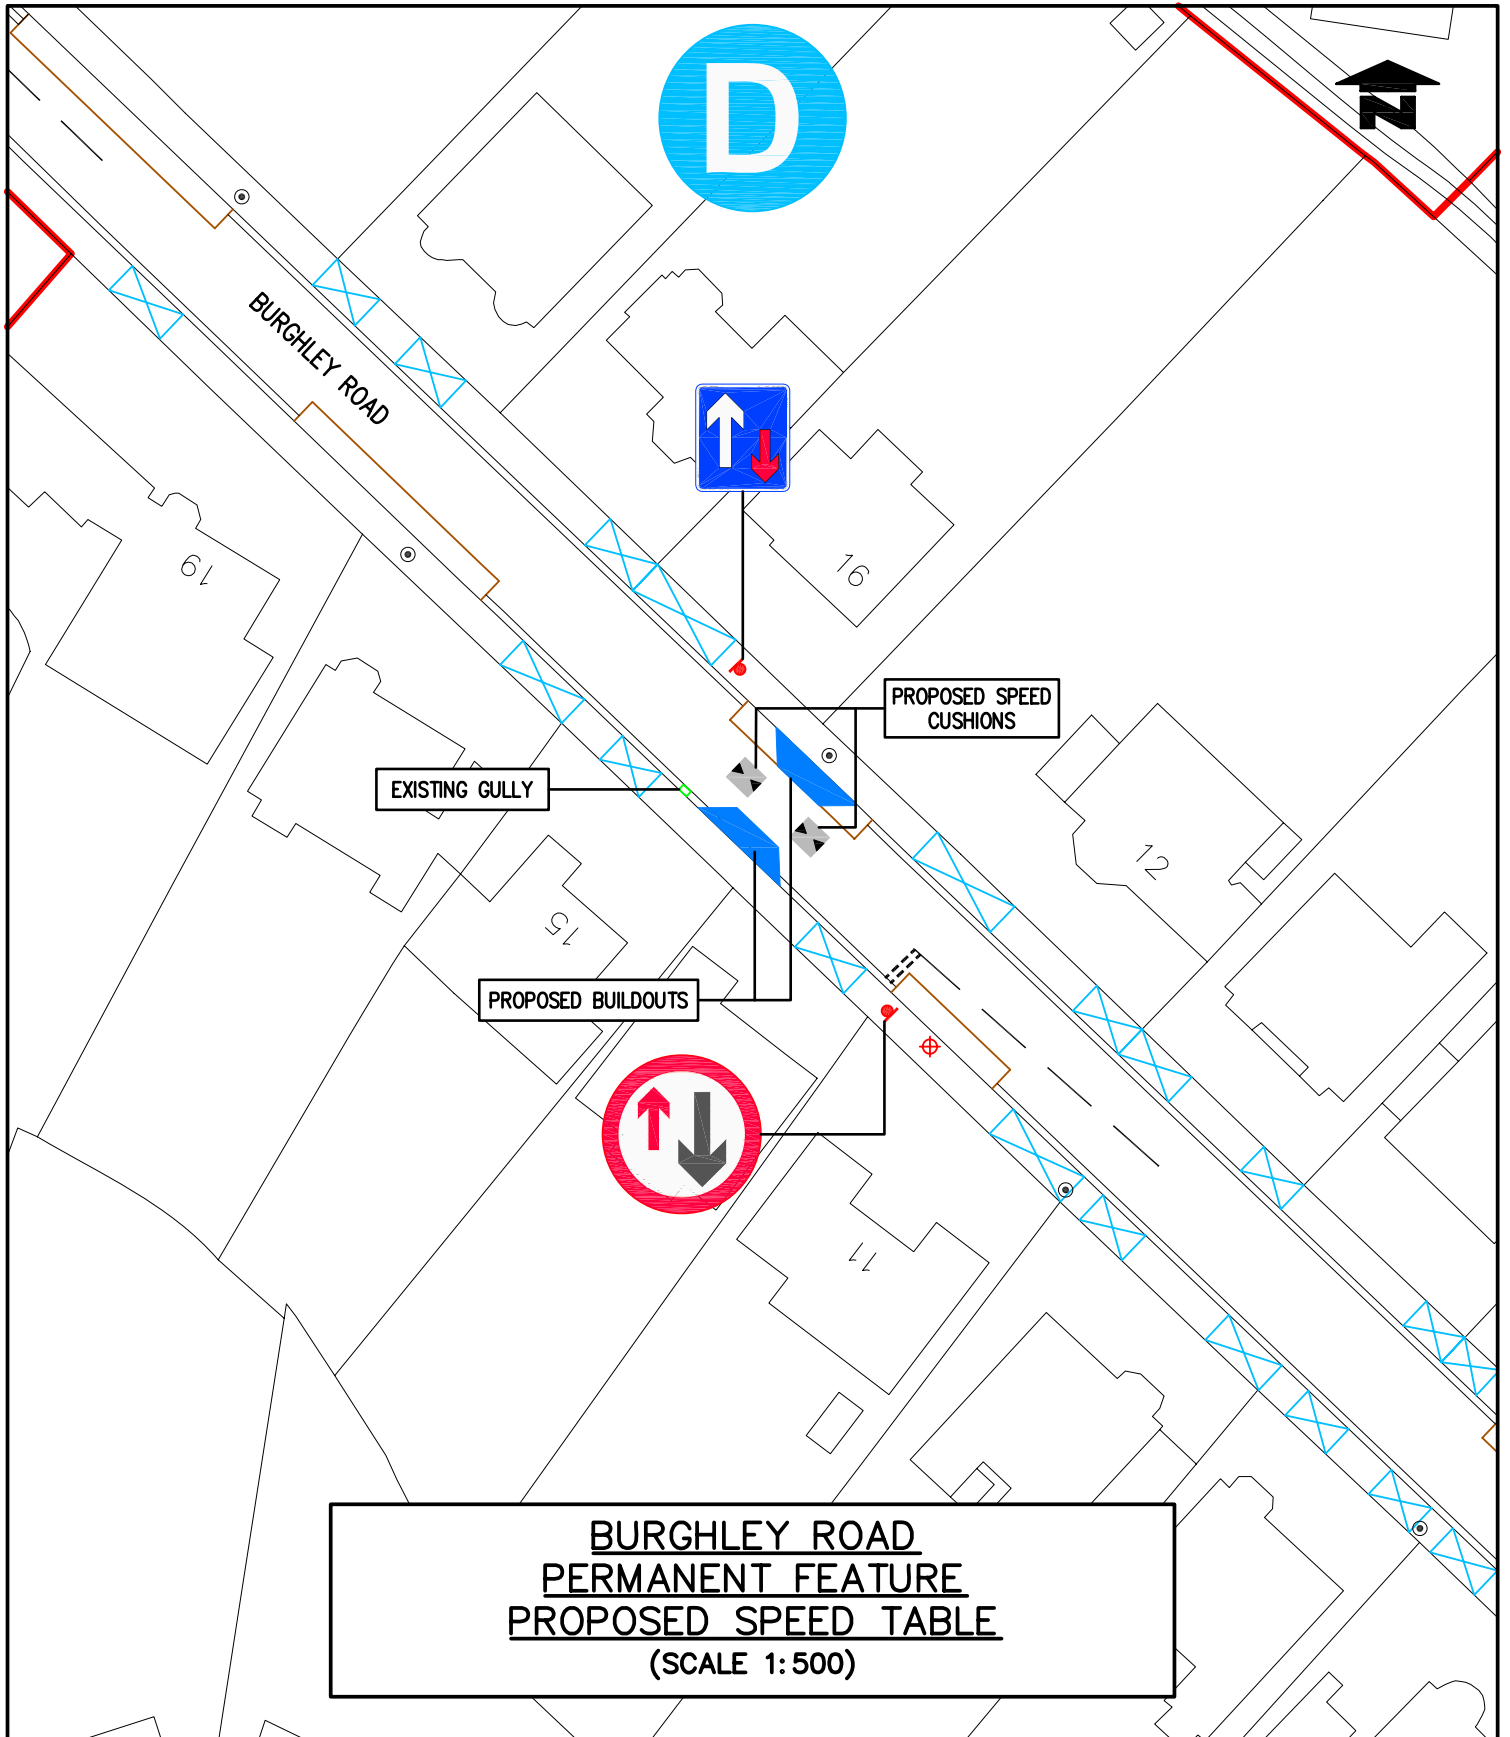 D
N
BURGHLEY ROAD
19
16
PROPOSED SPEED
CUSHIONS
EXISTING GULLY
12
15
PROPOSED BUILDOUTS
11
BURGHLEY ROAD
PERMANENT FEATURE
PROPOSED SPEED TABLE
(SCALE 1:500)